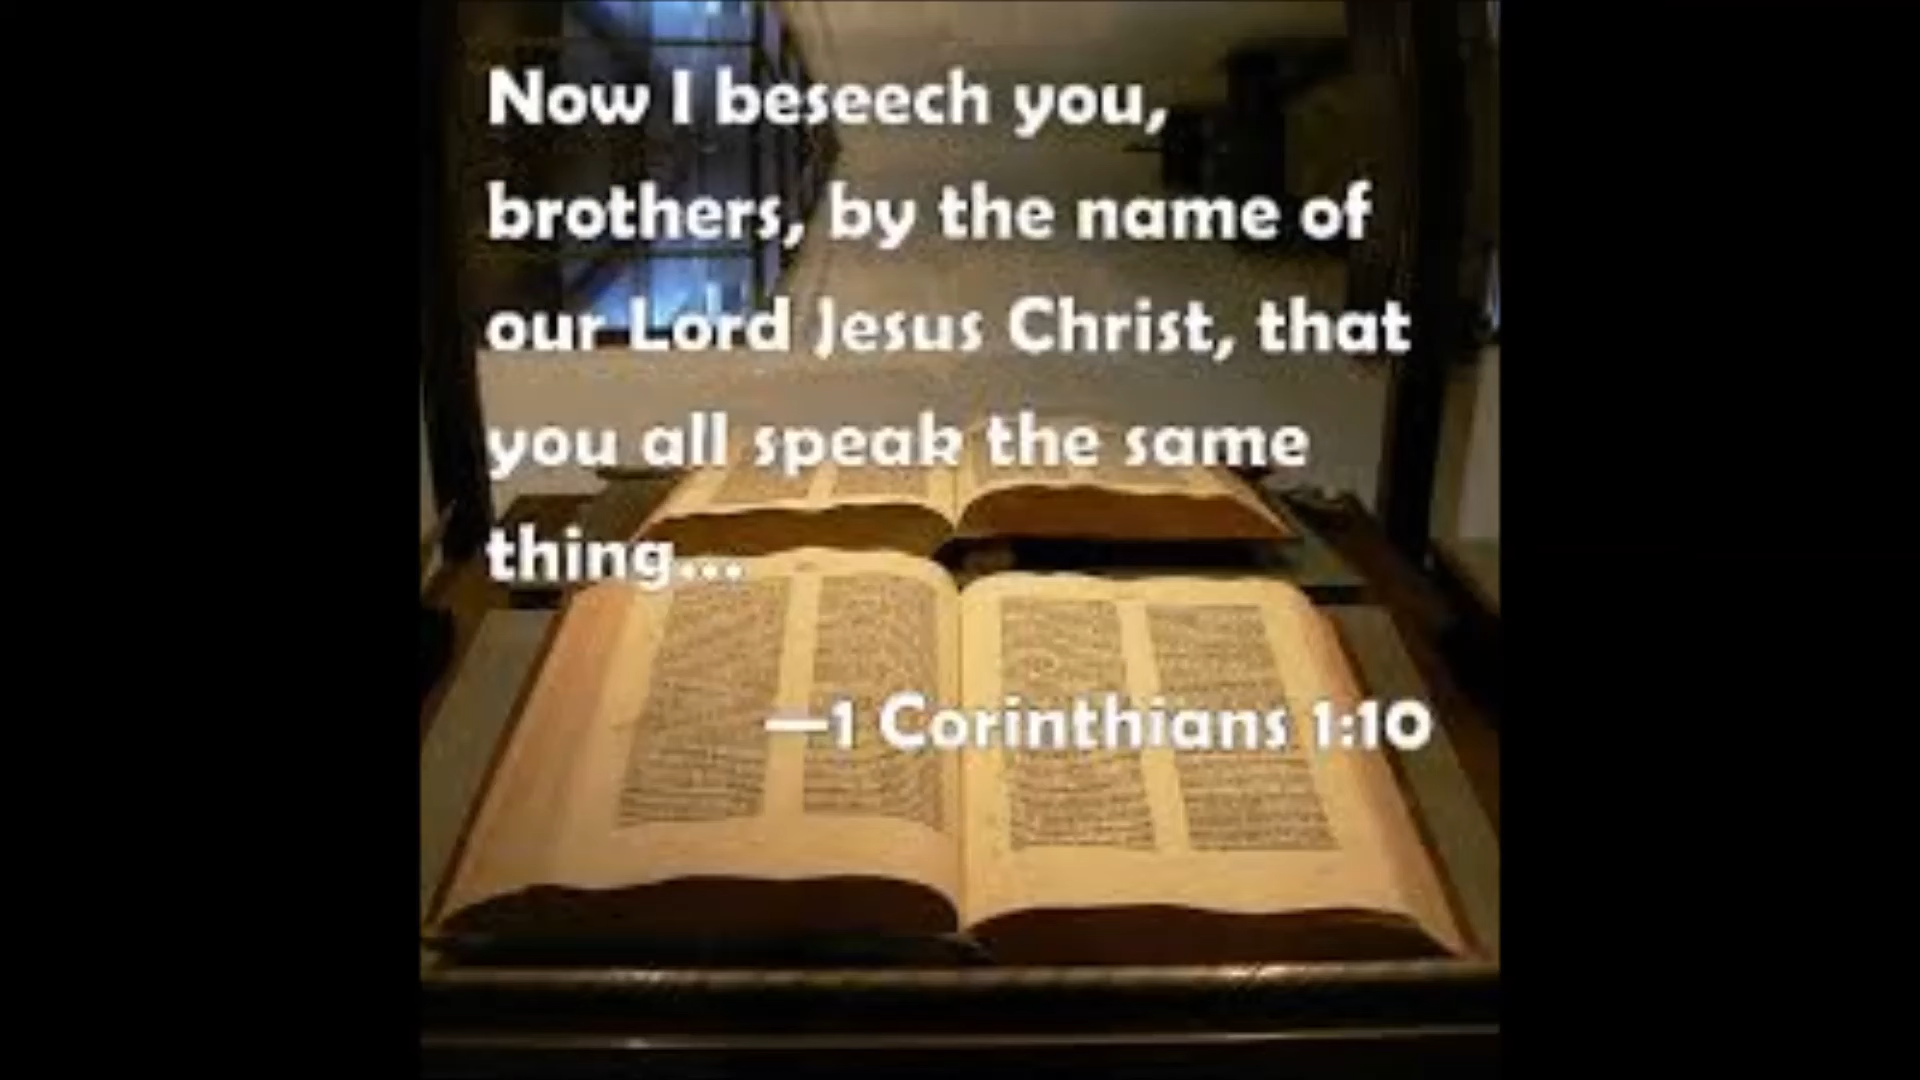 Now I beseech you,
brothers, by the name of
our Lord Jesus Christ, that
you all speak the same
thing...
—1 Corinthians 1:10